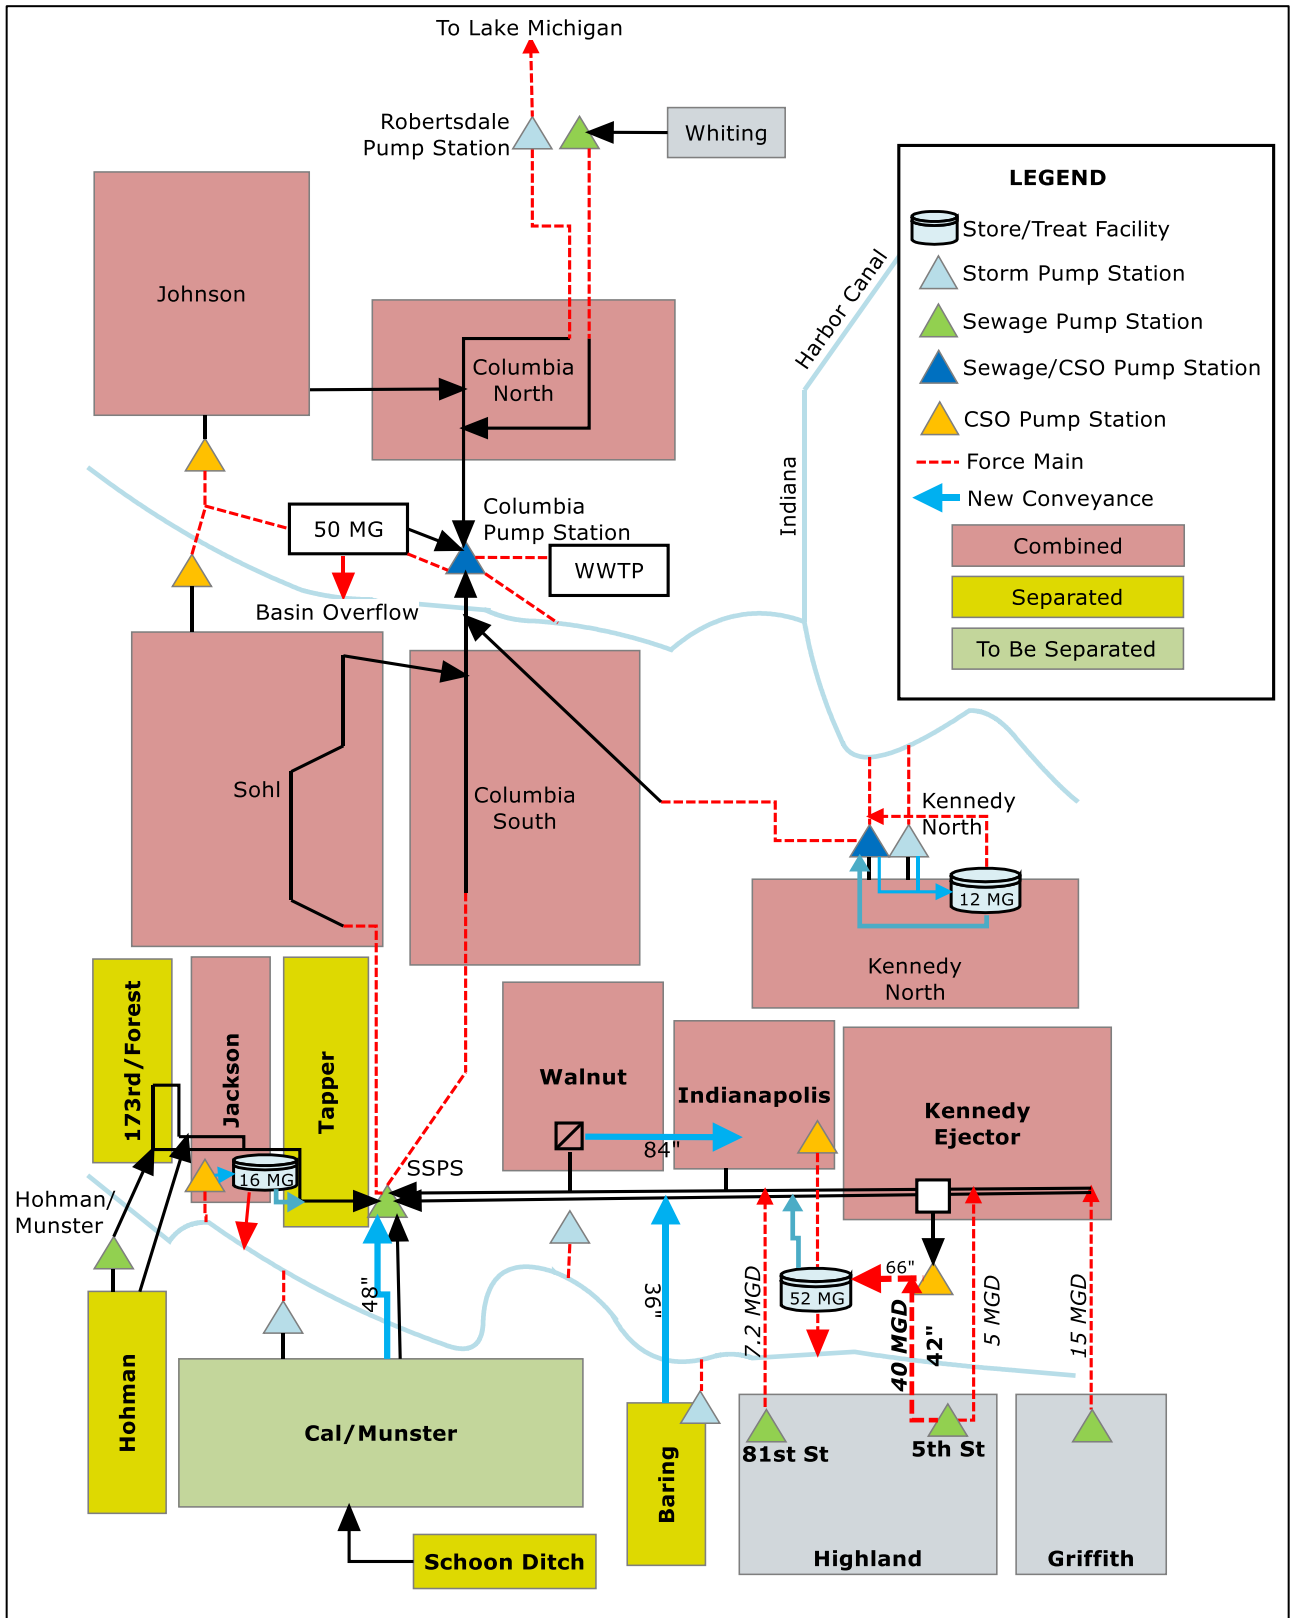 To Lake Michigan
Robertsdale
Pump Station
Whiting
LEGEND
Store/Treat Facility
Storm Pump Station
Sewage Pump Station
Sewage/CSO Pump Station
CSO Pump Station
Force Main
New Conveyance
Combined
Separated
To Be Separated
Harbor Canal
Indiana
Johnson
Columbia
North
50 MG
Columbia
Pump Station
WWTP
Basin Overflow
Sohl
Columbia
South
Kennedy
North
12 MG
Kennedy
North
173rd/Forest
Jackson
Tapper
Walnut
Indianapolis
Kennedy
Ejector
84"
SSPS
16 MG
Hohman/
Munster
48"
36"
7.2 MGD
52 MG
66"
40 MGD
42"
5 MGD
15 MGD
Hohman
Cal/Munster
Baring
81st St
5th St
Schoon Ditch
Highland
Griffith